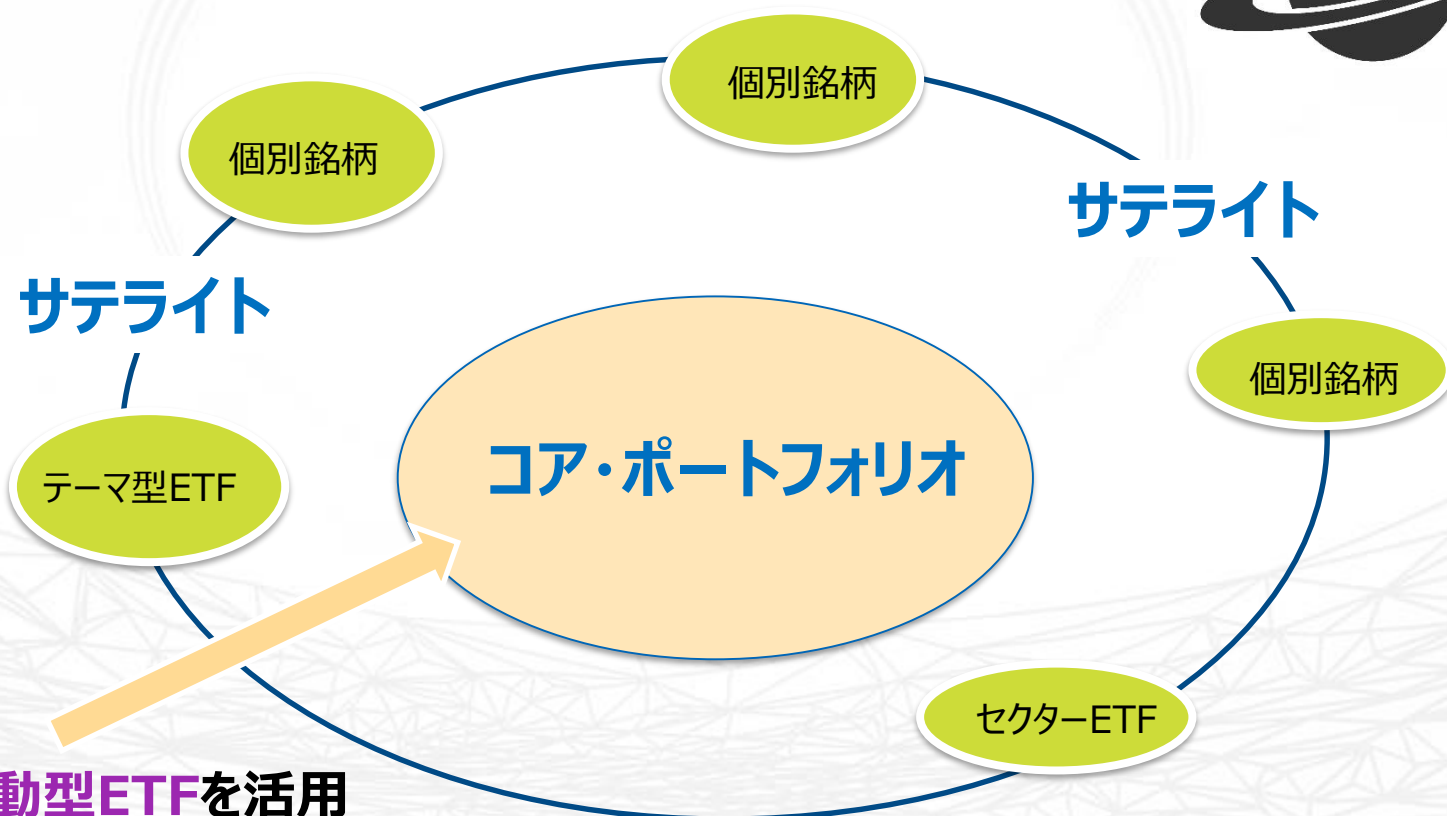 個別銘柄
個別銘柄
サテライト
サテライト
個別銘柄
コア・ポートフォリオ
テーマ型ETF
セクターETF
動型ETFを活用